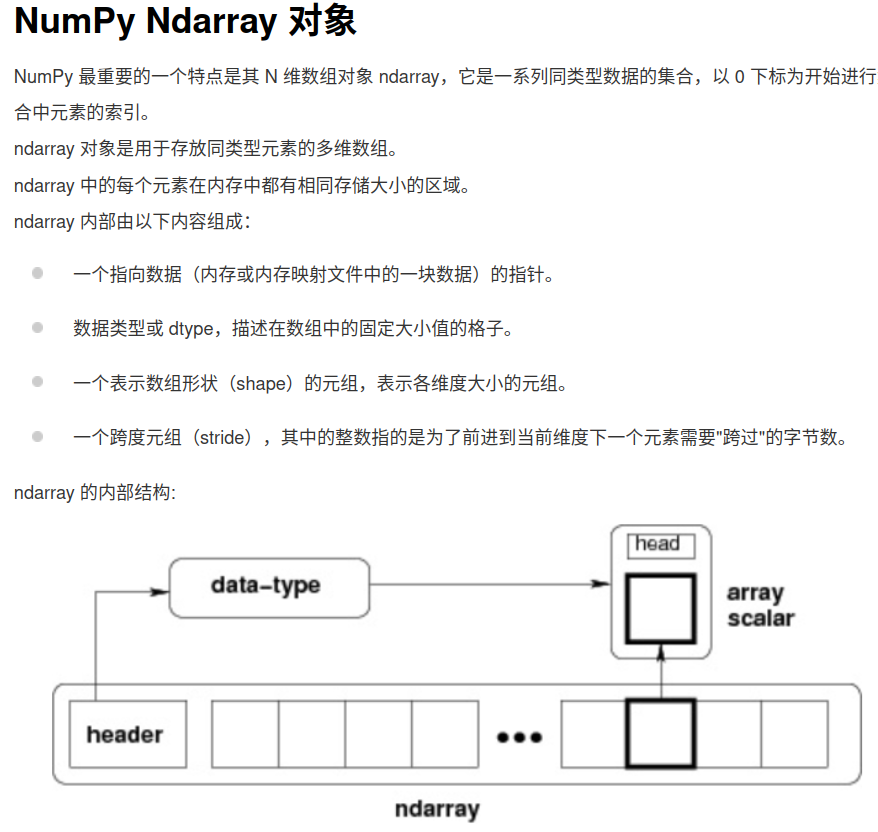 NumPy Ndarray 对象
NumPy 最重要的一个特点是其 N 维数组对象 ndarray，它是一系列同类型数据的集合，以 0 下标为开始进行
合中元素的索引。
ndarray 对象是用于存放同类型元素的多维数组。
ndarray 中的每个元素在内存中都有相同存储大小的区域。
ndarray 内部由以下内容组成：
一个指向数据（内存或内存映射文件中的一块数据）的指针。
数据类型或 dtype，描述在数组中的固定大小值的格子。
一个表示数组形状（shape）的元组，表示各维度大小的元组。
一个跨度元组（stride），其中的整数指的是为了前进到当前维度下一个元素需要"跨过"的字节数。
ndarray 的内部结构:
head
data-type
array
scalar
header
ndarray